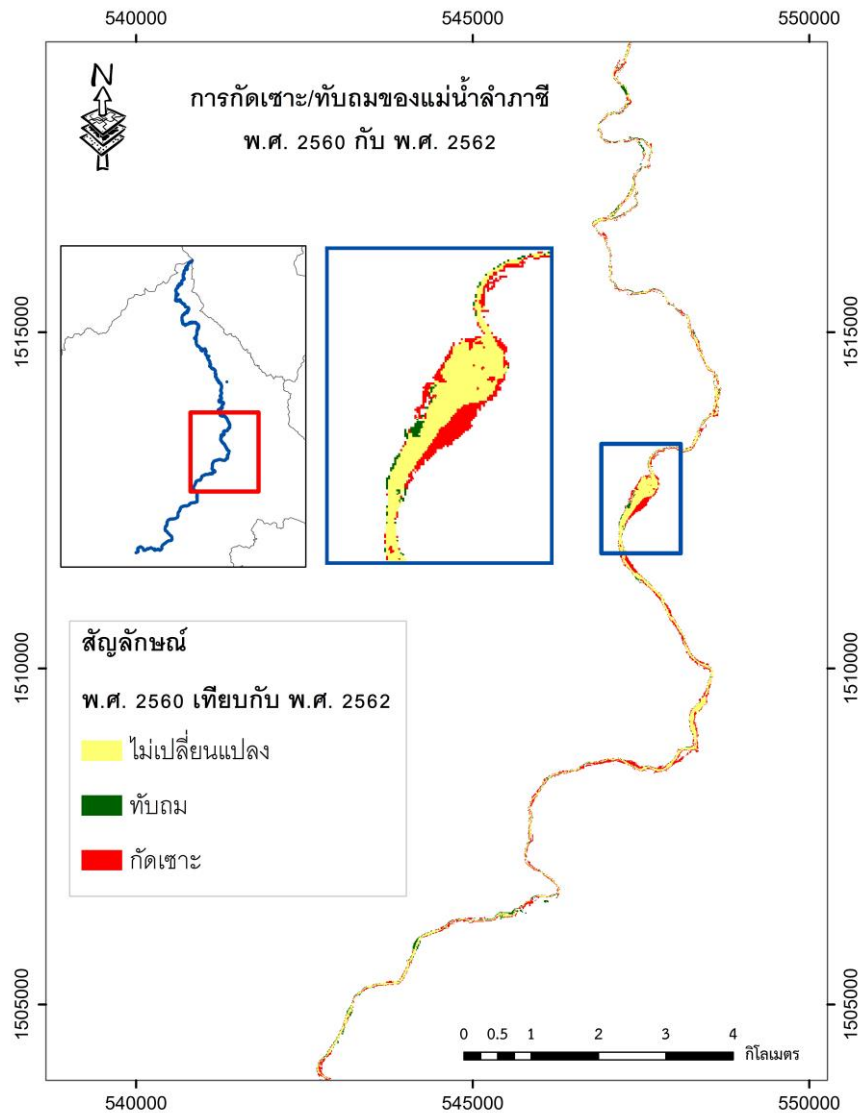 540000 545000 550000
N
การกัดเซาะ/ทับถมของแม่น้ำลำภาชี
พ.ศ. 2560 กับ พ.ศ. 2562
1515000 1515000
1510000 1510000
สัญลักษณ์
พ.ศ. 2560 เทียบกับ พ.ศ. 2562
ไม่เปลี่ยนแปลง
ทับถม
กัดเซาะ
1505000 1505000
0 0.5 1 2 3 4
กิโลเมตร
540000 545000 550000